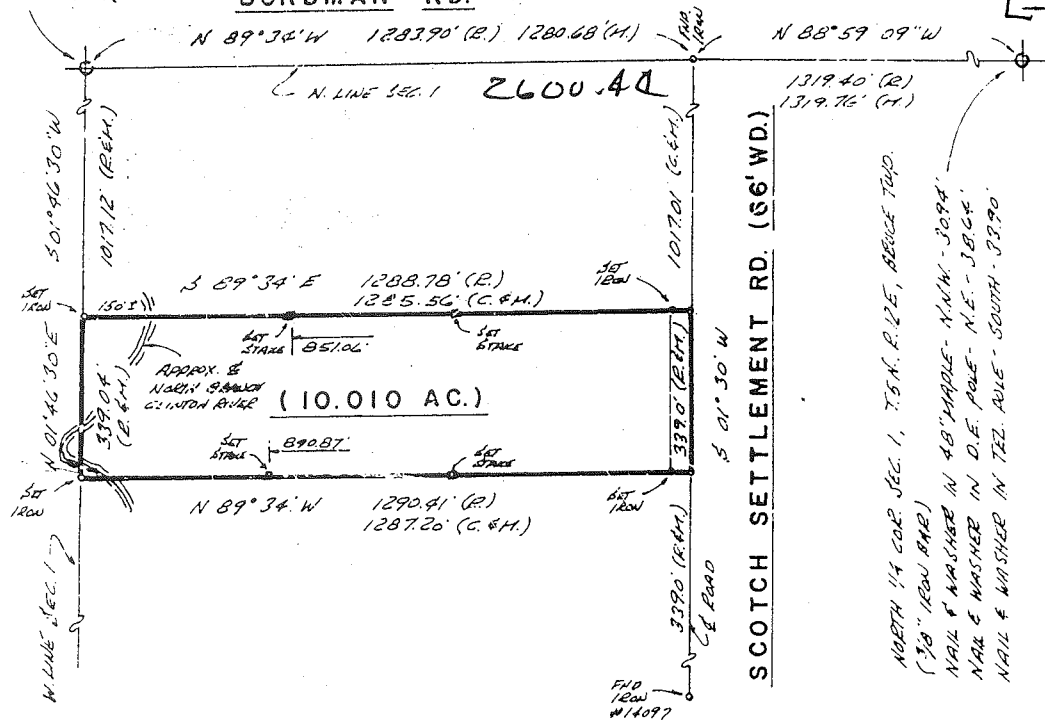 RD.
N 89°34' W 1283.90' (R.) 1280.68' (M.)
FND. IRON
N 88°59'09" W
N. LINE SEC. 1
2600.44
1319.40' (R)
1319.76' (M.)
S 01°46'30" W
1017.12' (R.&M.)
1017.01' (C.&M.)
S 89°34' E 1288.78' (R.)
1285.56' (C.&M.)
SET IRON
150'±
SET IRON
SET STAKE
851.06'
SET STAKE
APPROX. ℄
NORTH BRANCH
CLINTON RIVER
(10.010 AC.)
N 01°46'30" E
339.04'
(R.&M.)
339.0' (R.&M.)
S 01°30' W
SET STAKE
890.87'
SET STAKE
SET IRON
SET IRON
N 89°34' W 1290.41' (R.)
1287.20' (C.&M.)
W. LINE SEC. 1
339.0' (R.&M.)
℄ ROAD
FND IRON
#14097
SCOTCH SETTLEMENT RD. (66' WD.)
NORTH 1/4 COR. SEC. 1, T.5N. R.12E., BRUCE TWP.
IRON BAR)
NAIL & WASHER IN 48" MAPLE - N.N.W. - 30.94'
NAIL & WASHER IN D.E. POLE - N.E. - 38.64'
NAIL & WASHER IN TEL. POLE - SOUTH - 33.90'